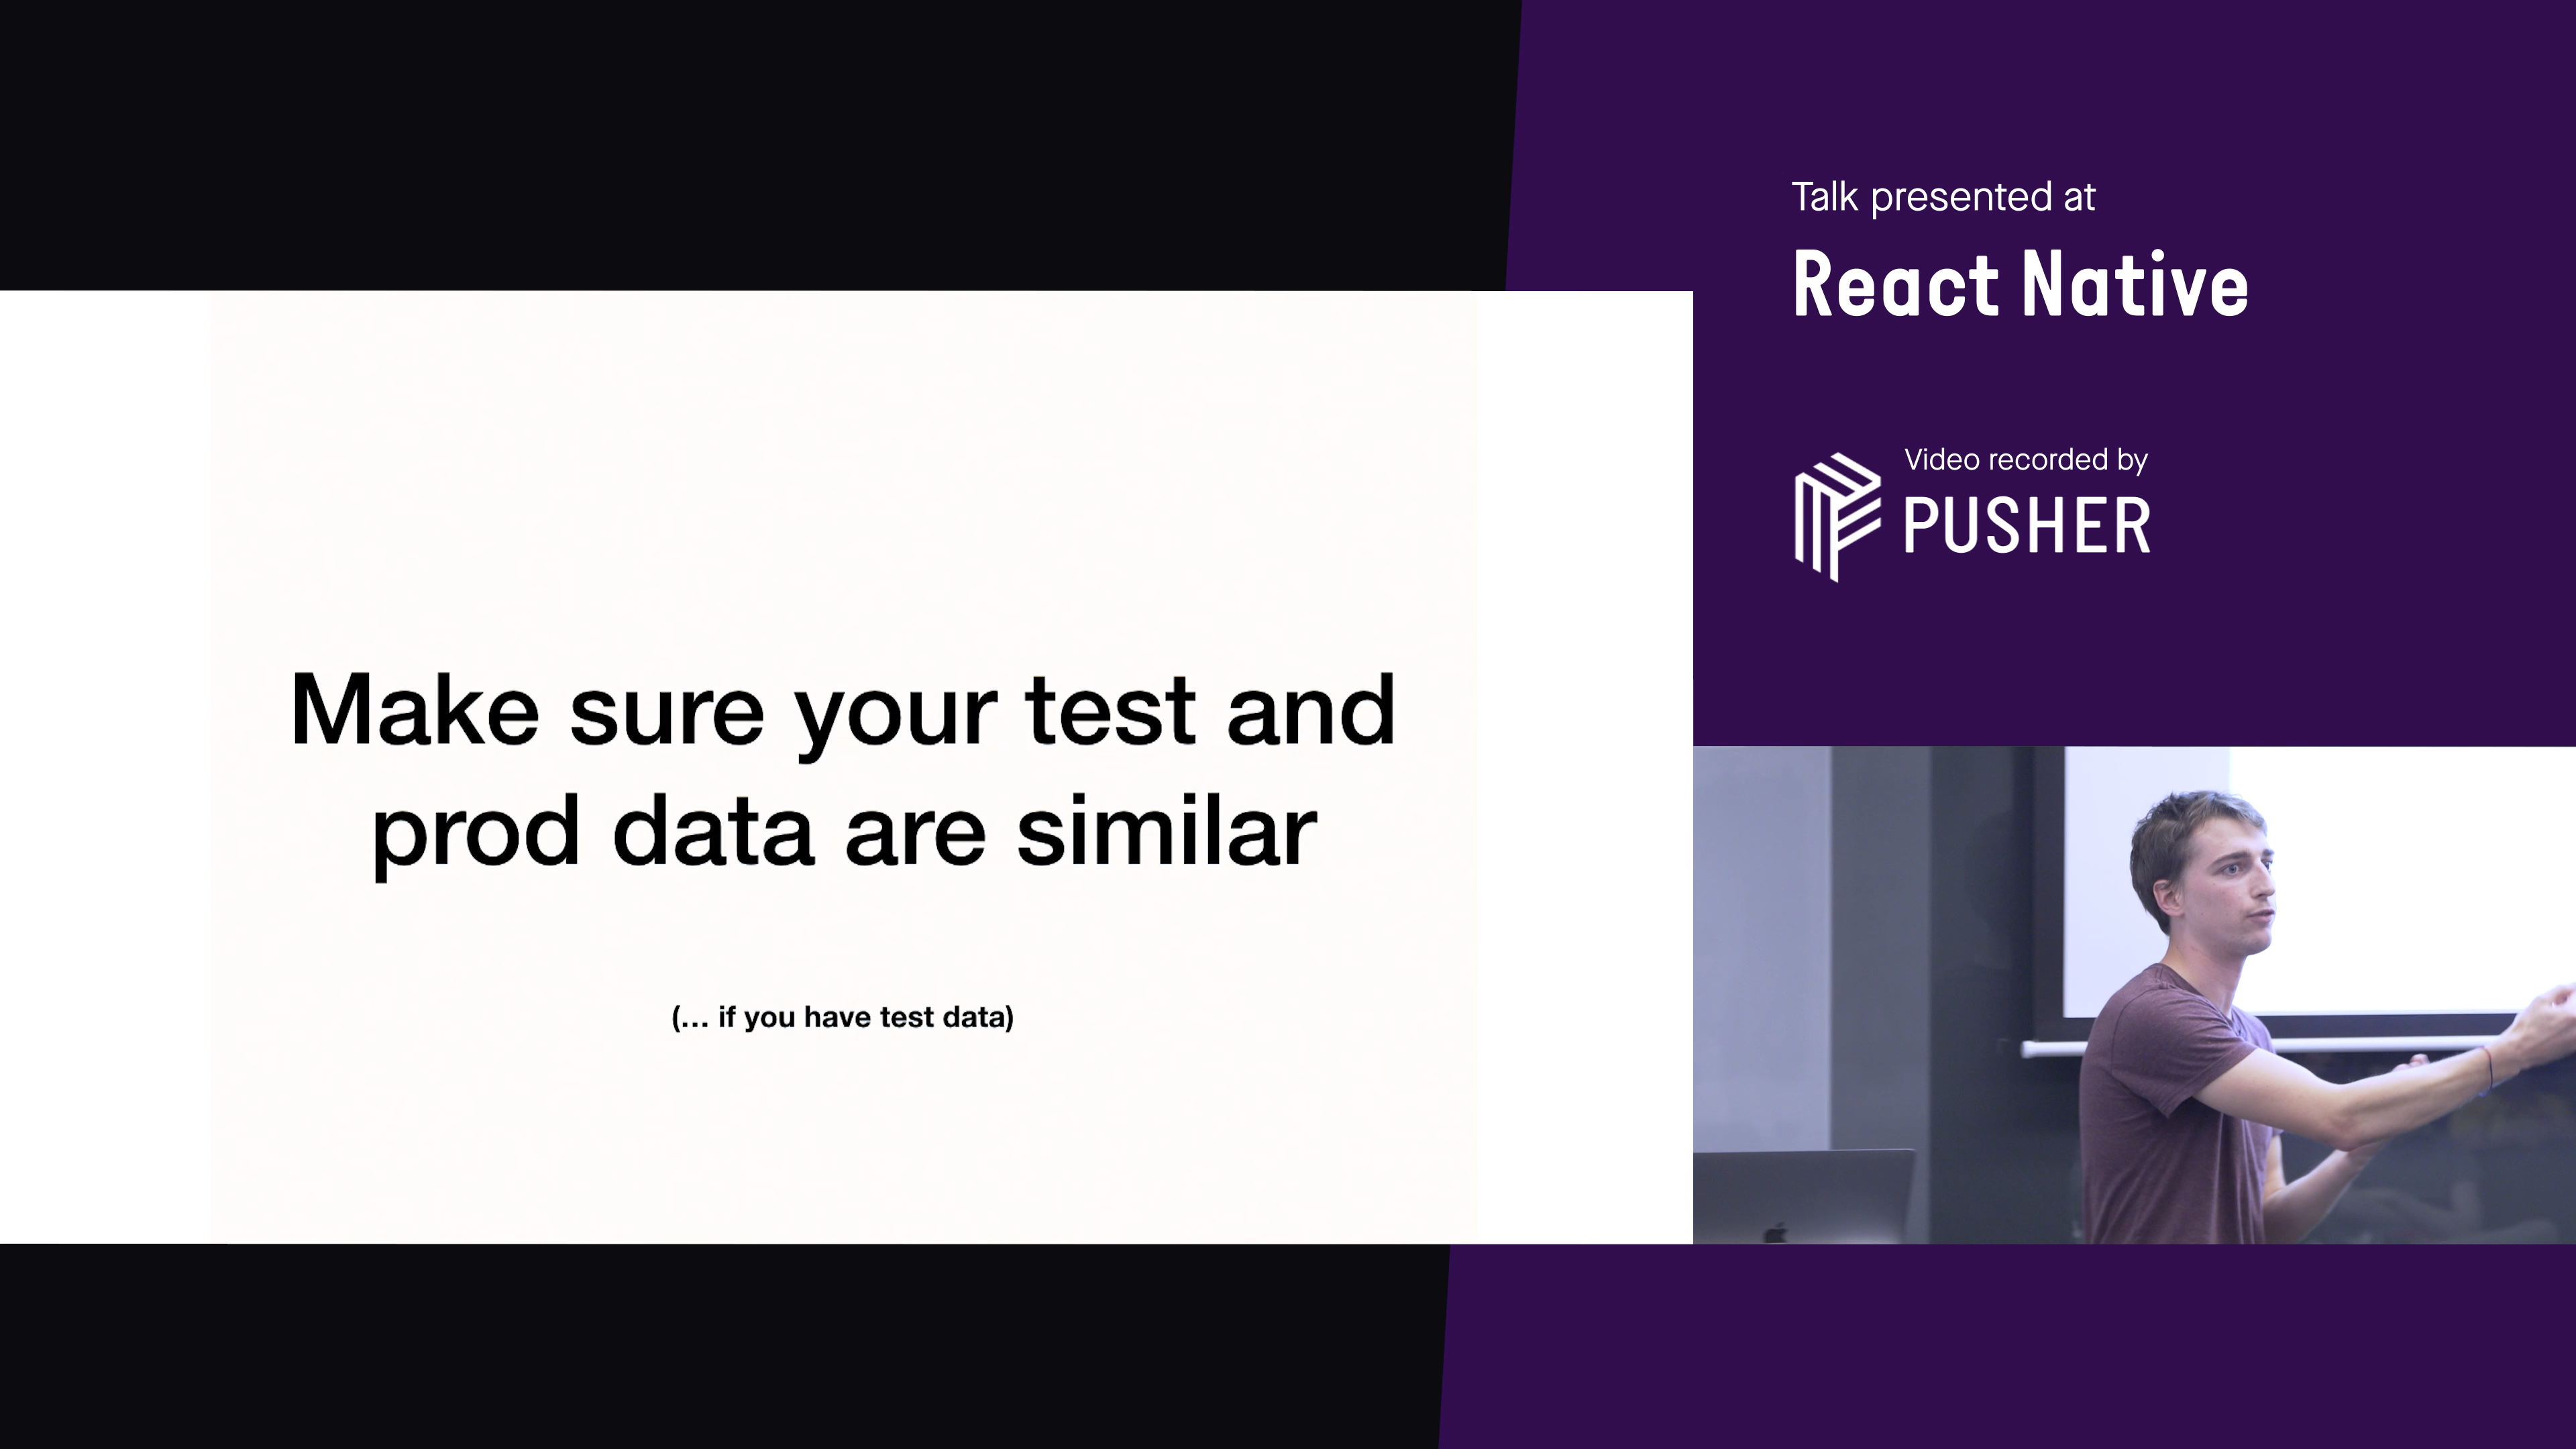 Make sure your test and
prod data are similar
(... if you have test data)
Talk presented at
React Native
Video recorded by
PUSHER